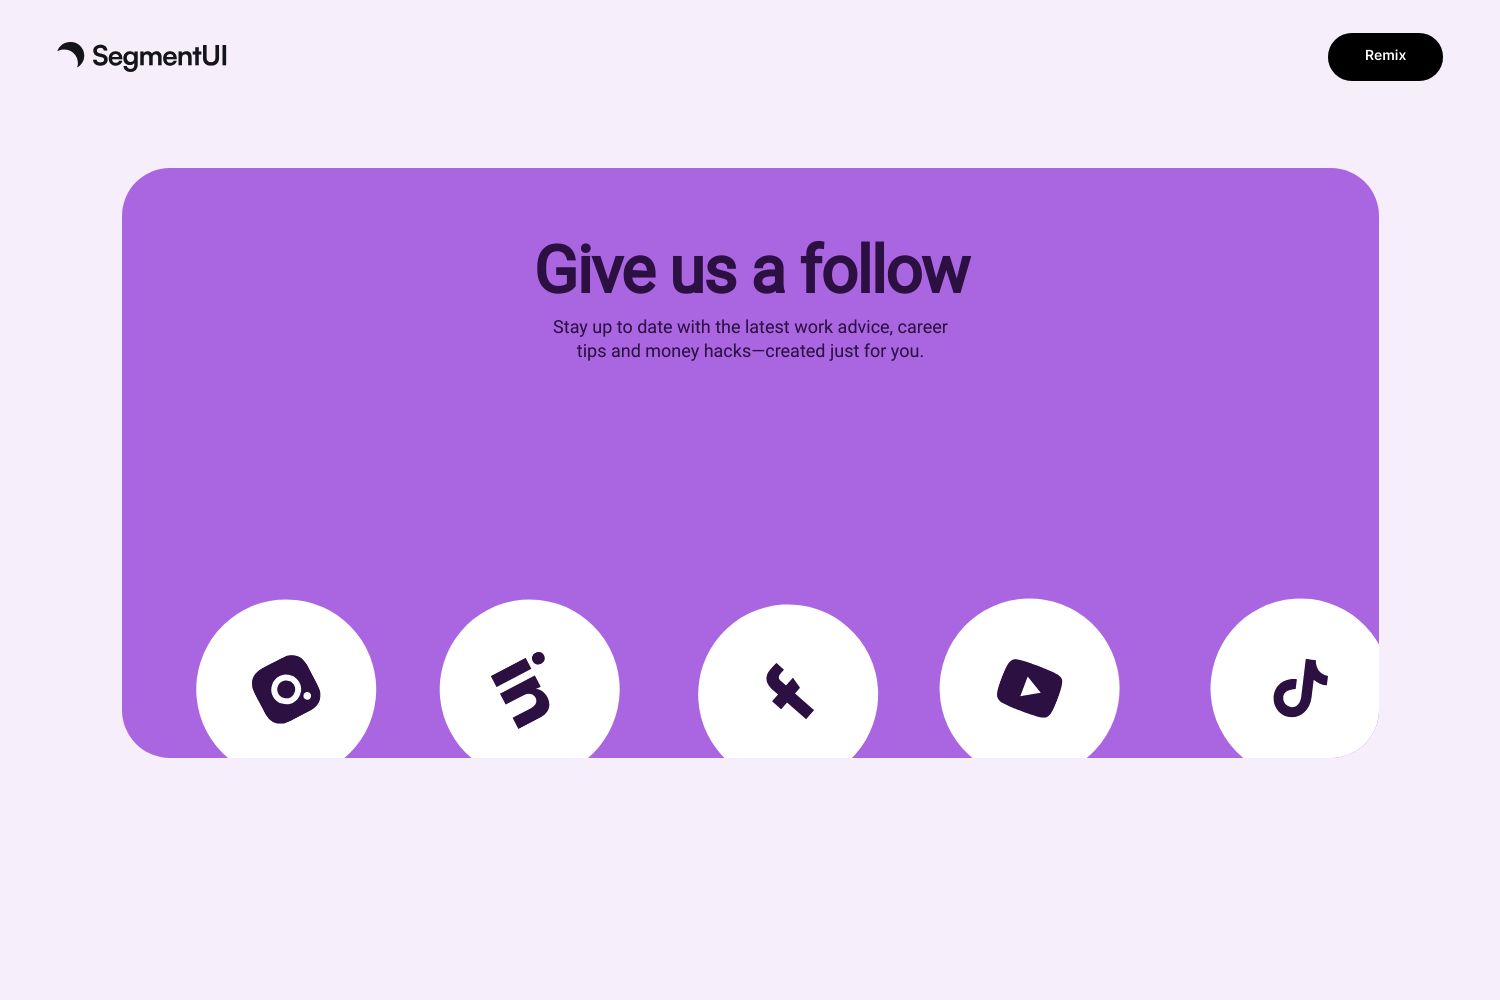 SegmentUI
Remix
Give us a follow
Stay up to date with the latest work advice, career
tips and money hacks—created just for you.